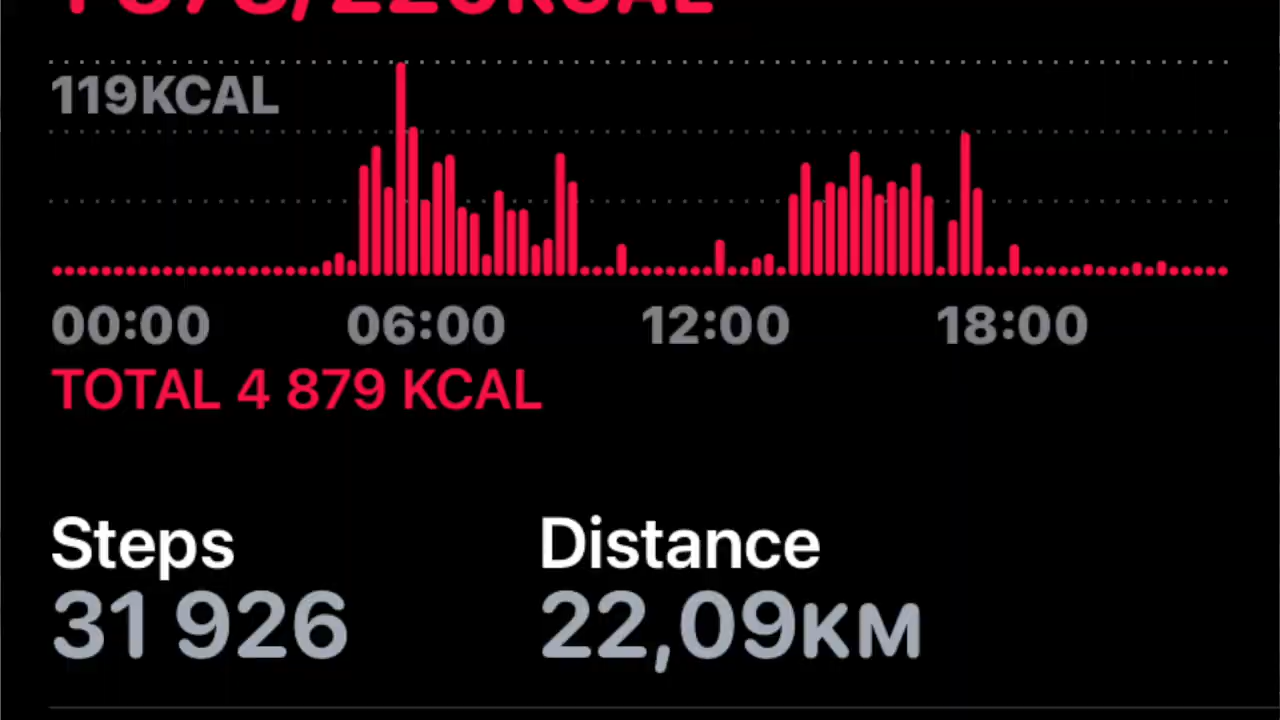 119KCAL
00:00 06:00 12:00 18:00
TOTAL 4 879 KCAL
Steps Distance
31 926 22,09KM